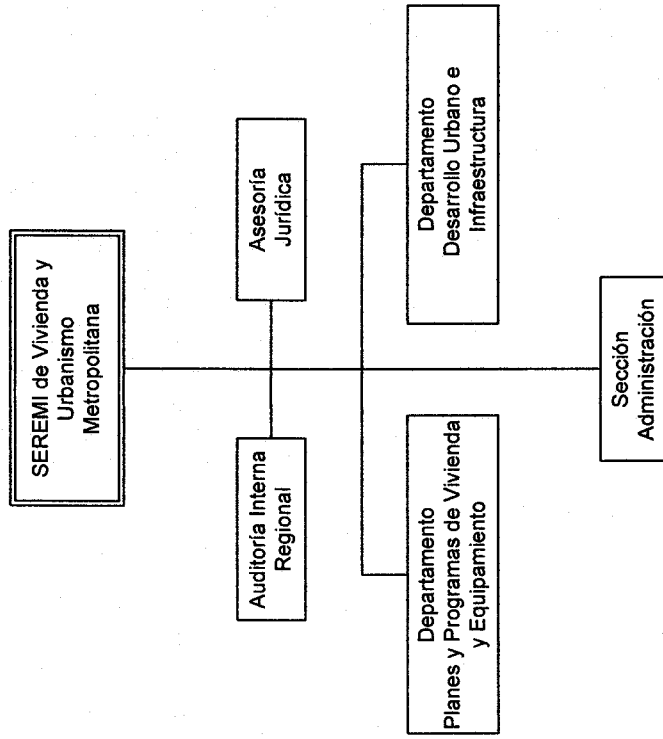 SEREMI de Vivienda y
Urbanismo
Metropolitana
Auditoría Interna
Regional
Asesoría
Jurídica
Departamento
Planes y Programas de Vivienda
y Equipamiento
Departamento
Desarrollo Urbano e
Infraestructura
Sección
Administración